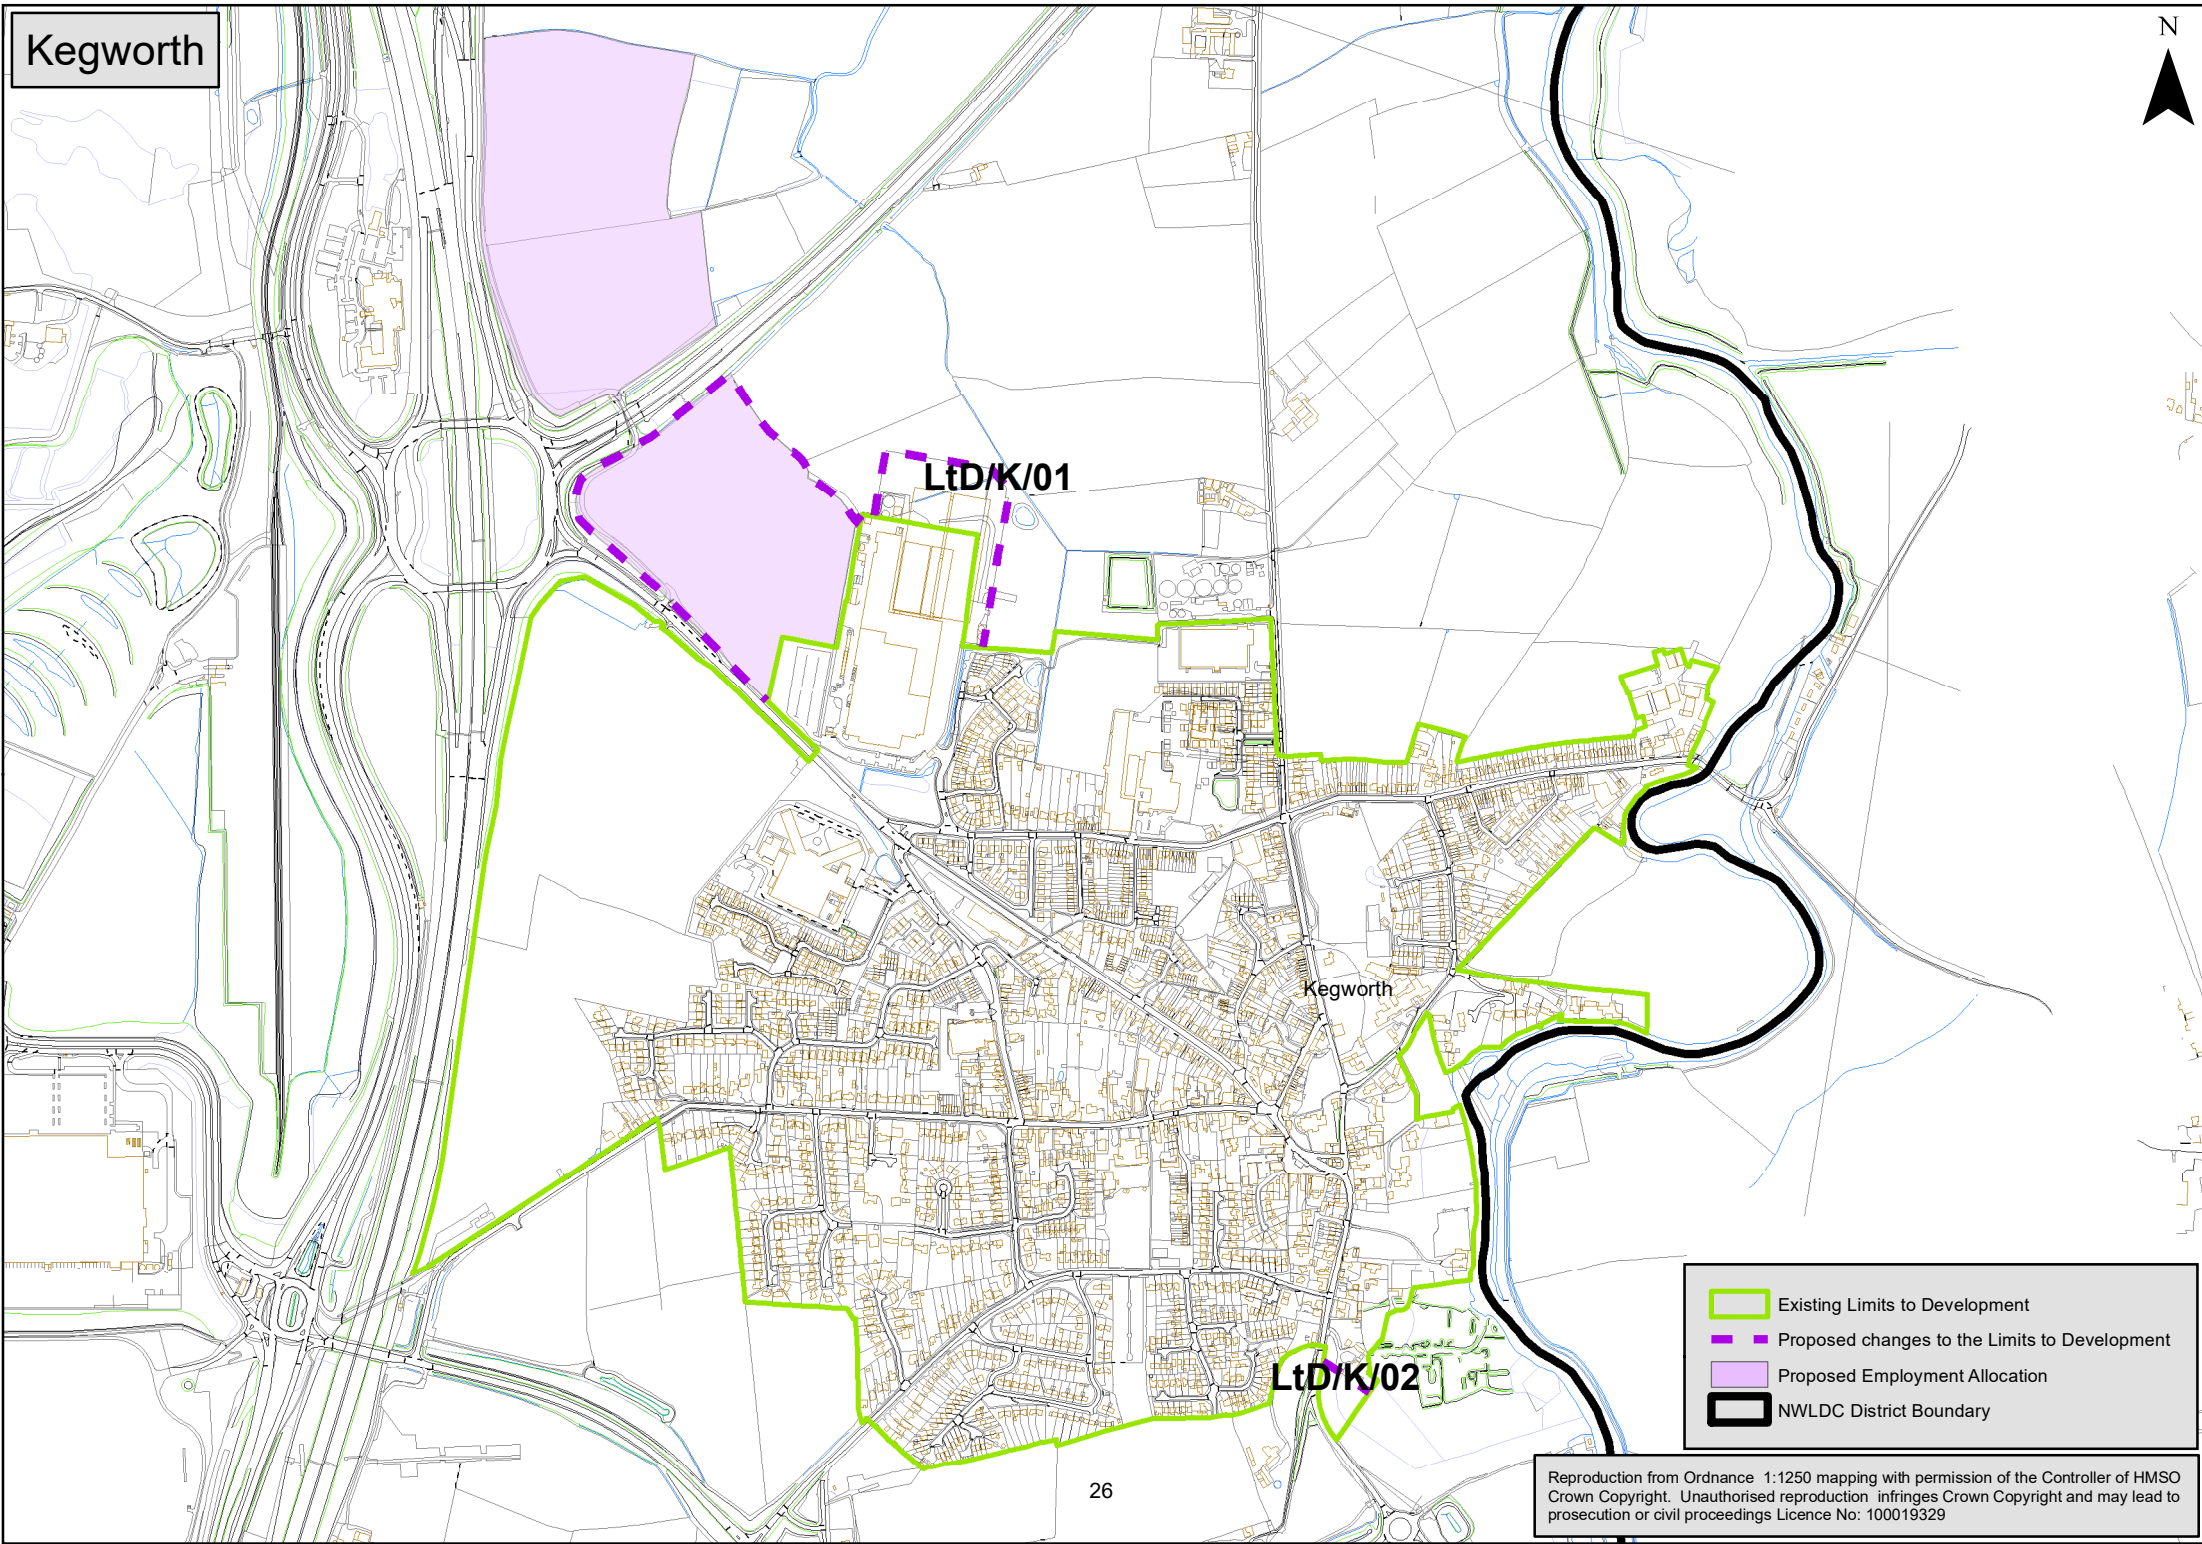 Kegworth
N
LtD/K/01
Kegworth
LtD/K/02
Existing Limits to Development
Proposed changes to the Limits to Development
Proposed Employment Allocation
NWLDC District Boundary
26
Reproduction from Ordnance 1:1250 mapping with permission of the Controller of HMSO
Crown Copyright. Unauthorised reproduction infringes Crown Copyright and may lead to
prosecution or civil proceedings Licence No: 100019329